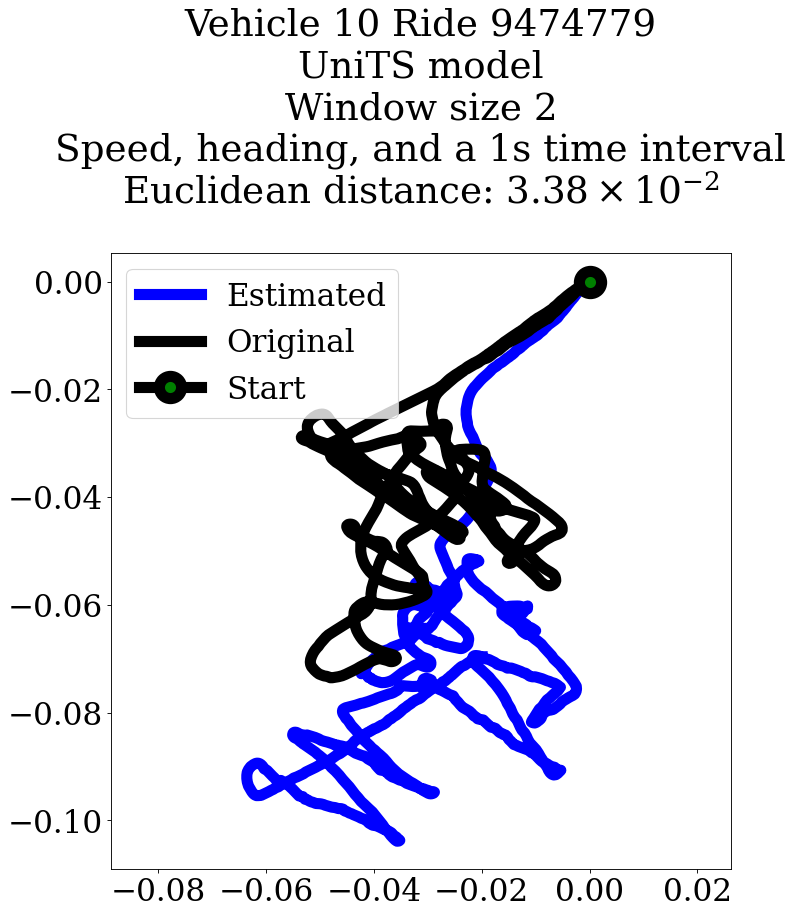 Vehicle 10 Ride 9474779
UniTS model
Window size 2
Speed, heading, and a 1s time interval
Euclidean distance: 3.38 × 10⁻²
Estimated
Original
Start
0.00
−0.02
−0.04
−0.06
−0.08
−0.10
−0.08 −0.06 −0.04 −0.02 0.00 0.02